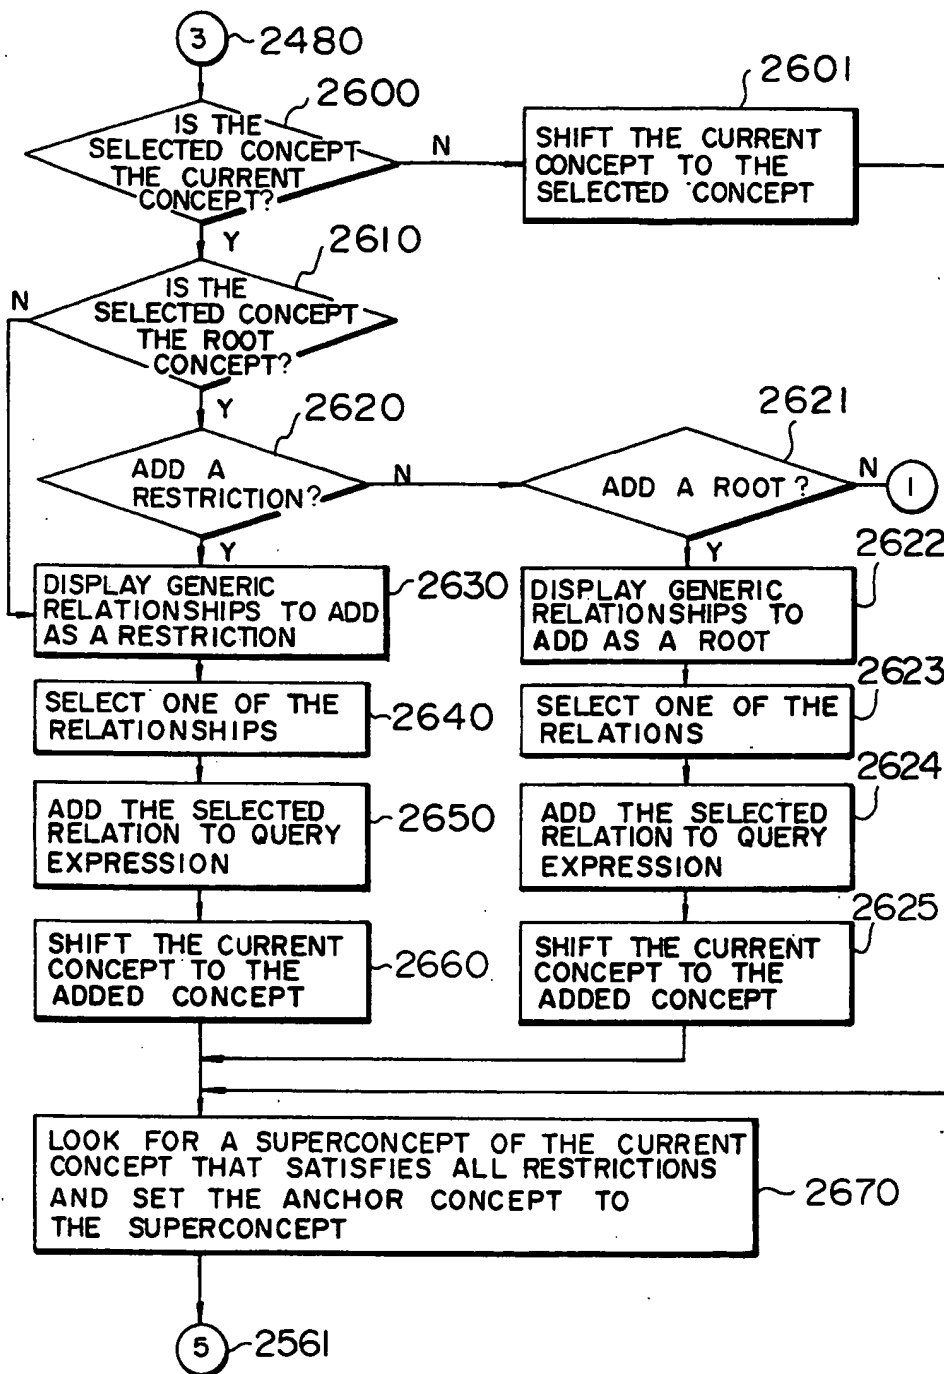 3
2480
2600
IS THE
SELECTED CONCEPT
THE CURRENT
CONCEPT?
N
2601
SHIFT THE CURRENT
CONCEPT TO THE
SELECTED CONCEPT
Y
2610
N
IS THE
SELECTED CONCEPT
THE ROOT
CONCEPT?
Y
2620
ADD A
RESTRICTION?
N
2621
ADD A ROOT?
N
1
Y
DISPLAY GENERIC
RELATIONSHIPS TO ADD
AS A RESTRICTION
2630
Y
2622
DISPLAY GENERIC
RELATIONSHIPS TO
ADD AS A ROOT
SELECT ONE OF THE
RELATIONSHIPS
2640
2623
SELECT ONE OF THE
RELATIONS
ADD THE SELECTED
RELATION TO QUERY
EXPRESSION
2650
2624
ADD THE SELECTED
RELATION TO QUERY
EXPRESSION
SHIFT THE CURRENT
CONCEPT TO THE
ADDED CONCEPT
2660
2625
SHIFT THE CURRENT
CONCEPT TO THE
ADDED CONCEPT
LOOK FOR A SUPERCONCEPT OF THE CURRENT
CONCEPT THAT SATISFIES ALL RESTRICTIONS
AND SET THE ANCHOR CONCEPT TO
THE SUPERCONCEPT
2670
5
2561